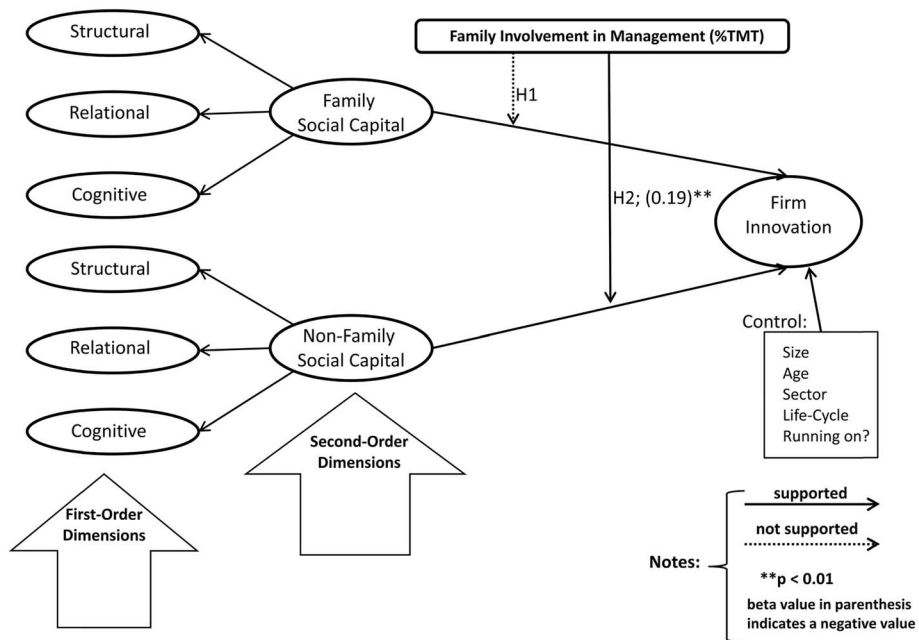 Structural
Relational
Cognitive
Family
Social Capital
Family Involvement in Management (%TMT)
H1
H2; (0.19)**
Firm
Innovation
Structural
Relational
Cognitive
Non-Family
Social Capital
Control:
Size
Age
Sector
Life-Cycle
Running on?
First-Order
Dimensions
Second-Order
Dimensions
Notes:
supported
not supported
**p < 0.01
beta value in parenthesis
indicates a negative value